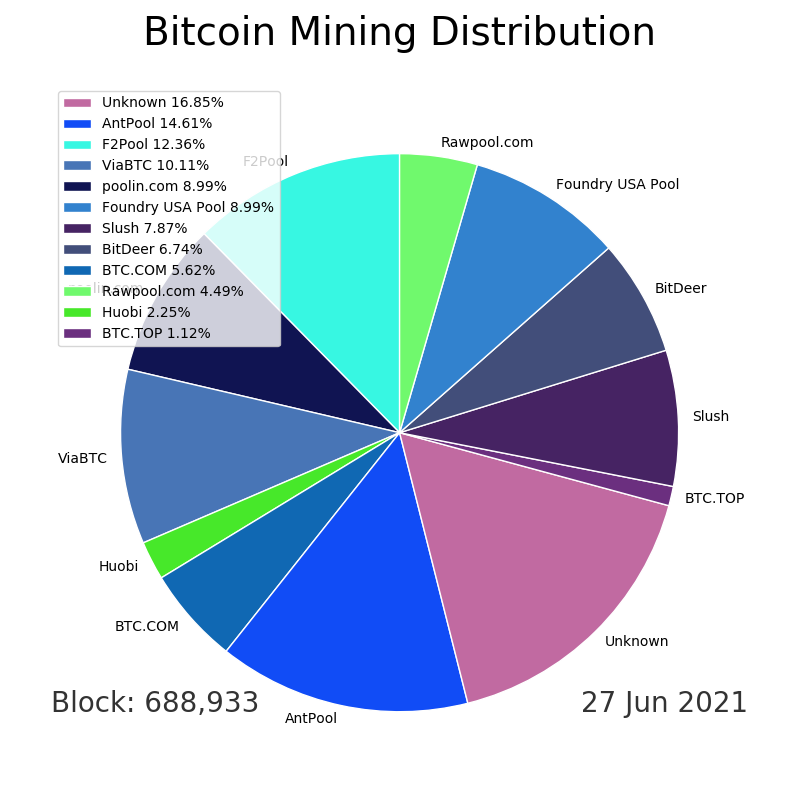 Bitcoin Mining Distribution
Unknown 16.85%
AntPool 14.61%
F2Pool 12.36%
ViaBTC 10.11%
poolin.com 8.99%
Foundry USA Pool 8.99%
Slush 7.87%
BitDeer 6.74%
BTC.COM 5.62%
Rawpool.com 4.49%
Huobi 2.25%
BTC.TOP 1.12%
Rawpool.com
F2Pool
Foundry USA Pool
poolin.com
BitDeer
Slush
ViaBTC
BTC.TOP
Huobi
BTC.COM
Unknown
Block: 688,933
27 Jun 2021
AntPool